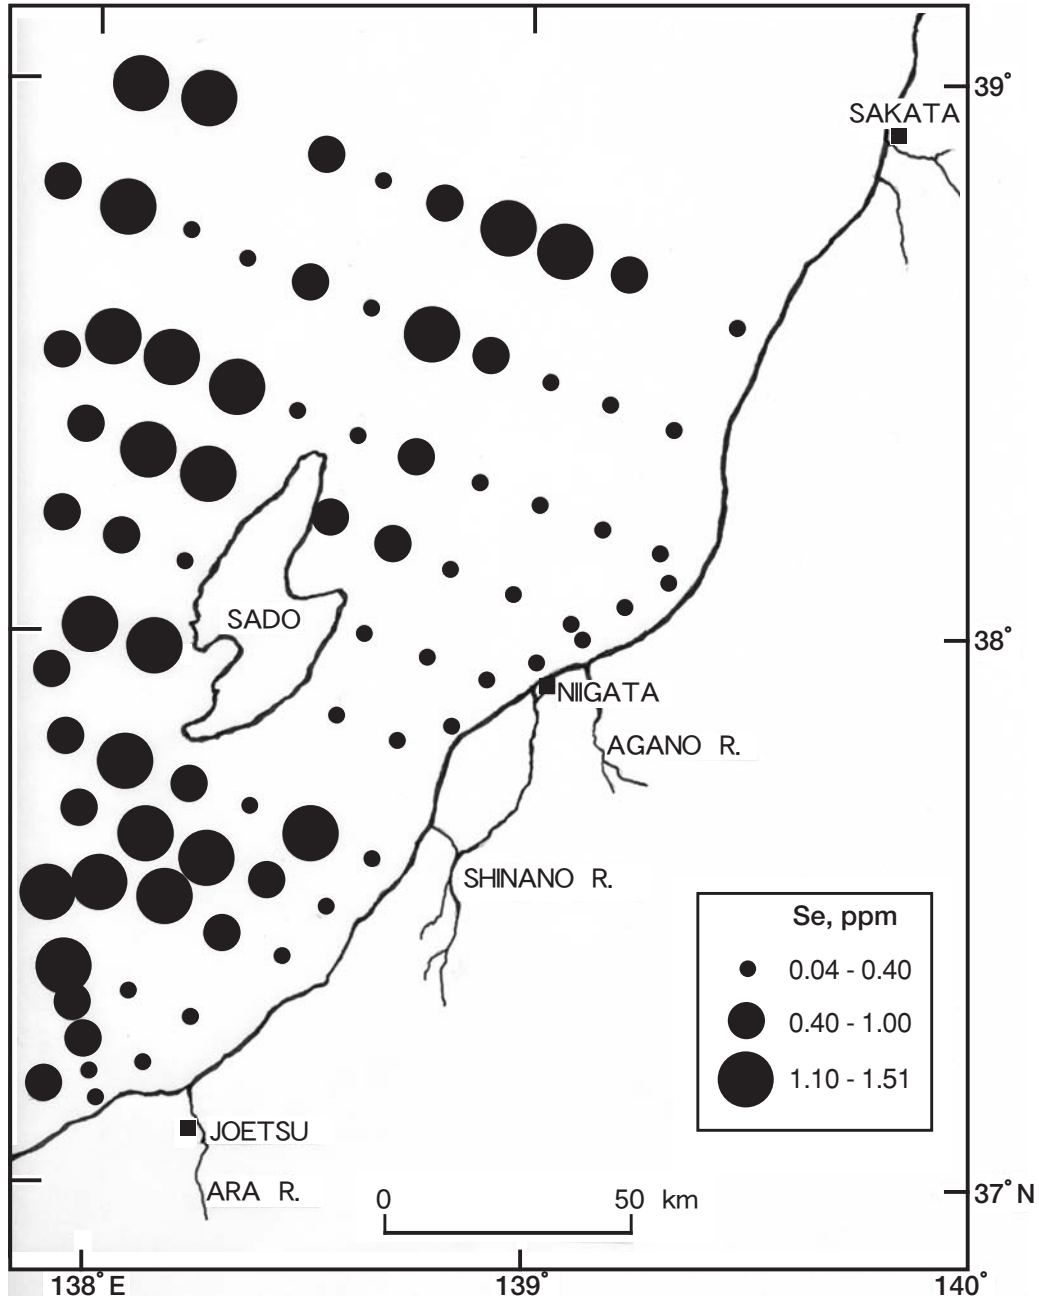 39°
SAKATA
SADO
38°
NIIGATA
AGANO R.
SHINANO R.
Se, ppm
0.04 - 0.40
0.40 - 1.00
1.10 - 1.51
JOETSU
ARA R.
0 50 km
37° N
138° E 139° 140°